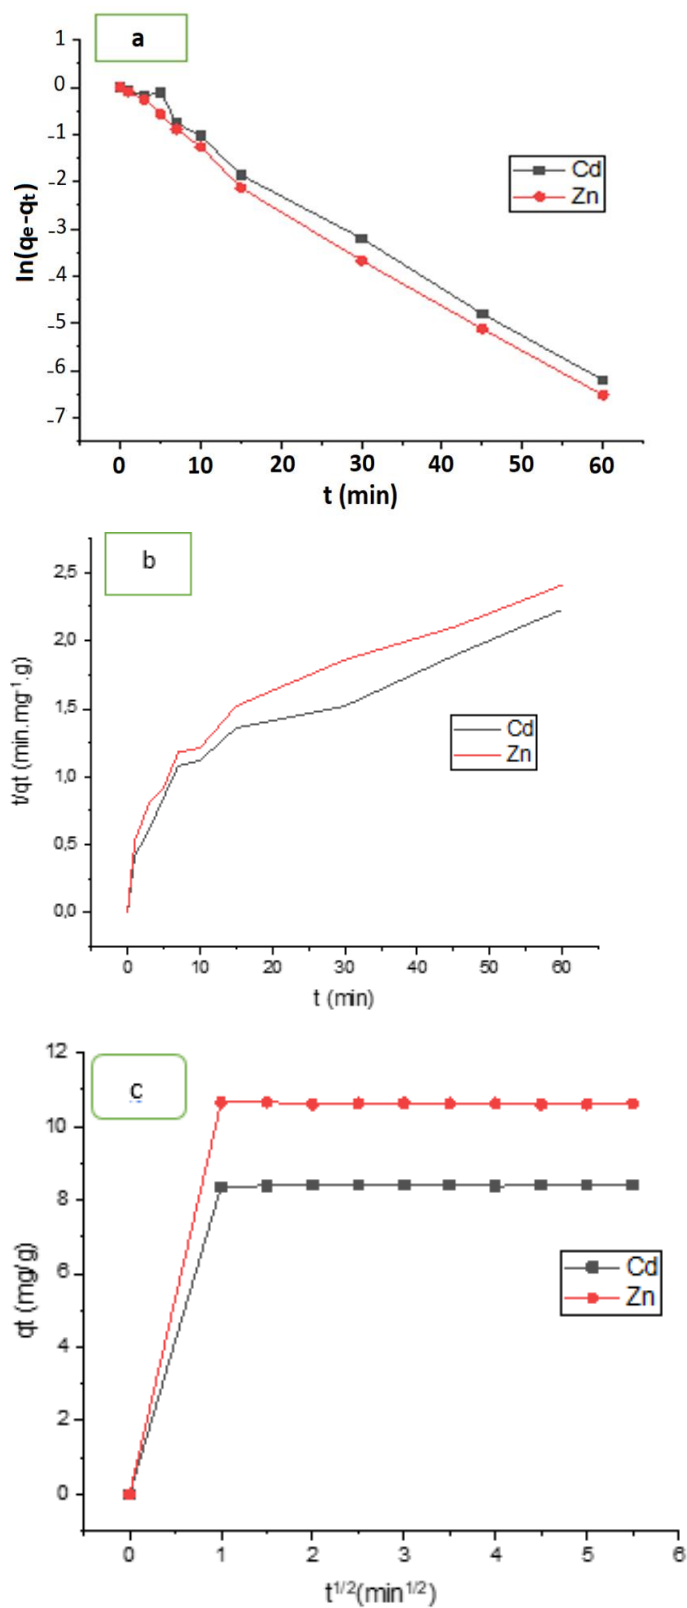 a
1
0
-1
-2
-3
-4
-5
-6
-7
ln(qe-qt)
Cd
Zn
0 10 20 30 40 50 60
t (min)
b
2,5
2,0
1,5
1,0
0,5
0,0
t/qt (min.mg⁻¹.g)
Cd
Zn
0 10 20 30 40 50 60
t (min)
c
12
10
8
6
4
2
0
qt (mg/g)
Cd
Zn
0 1 2 3 4 5 6
t^1/2(min^1/2)